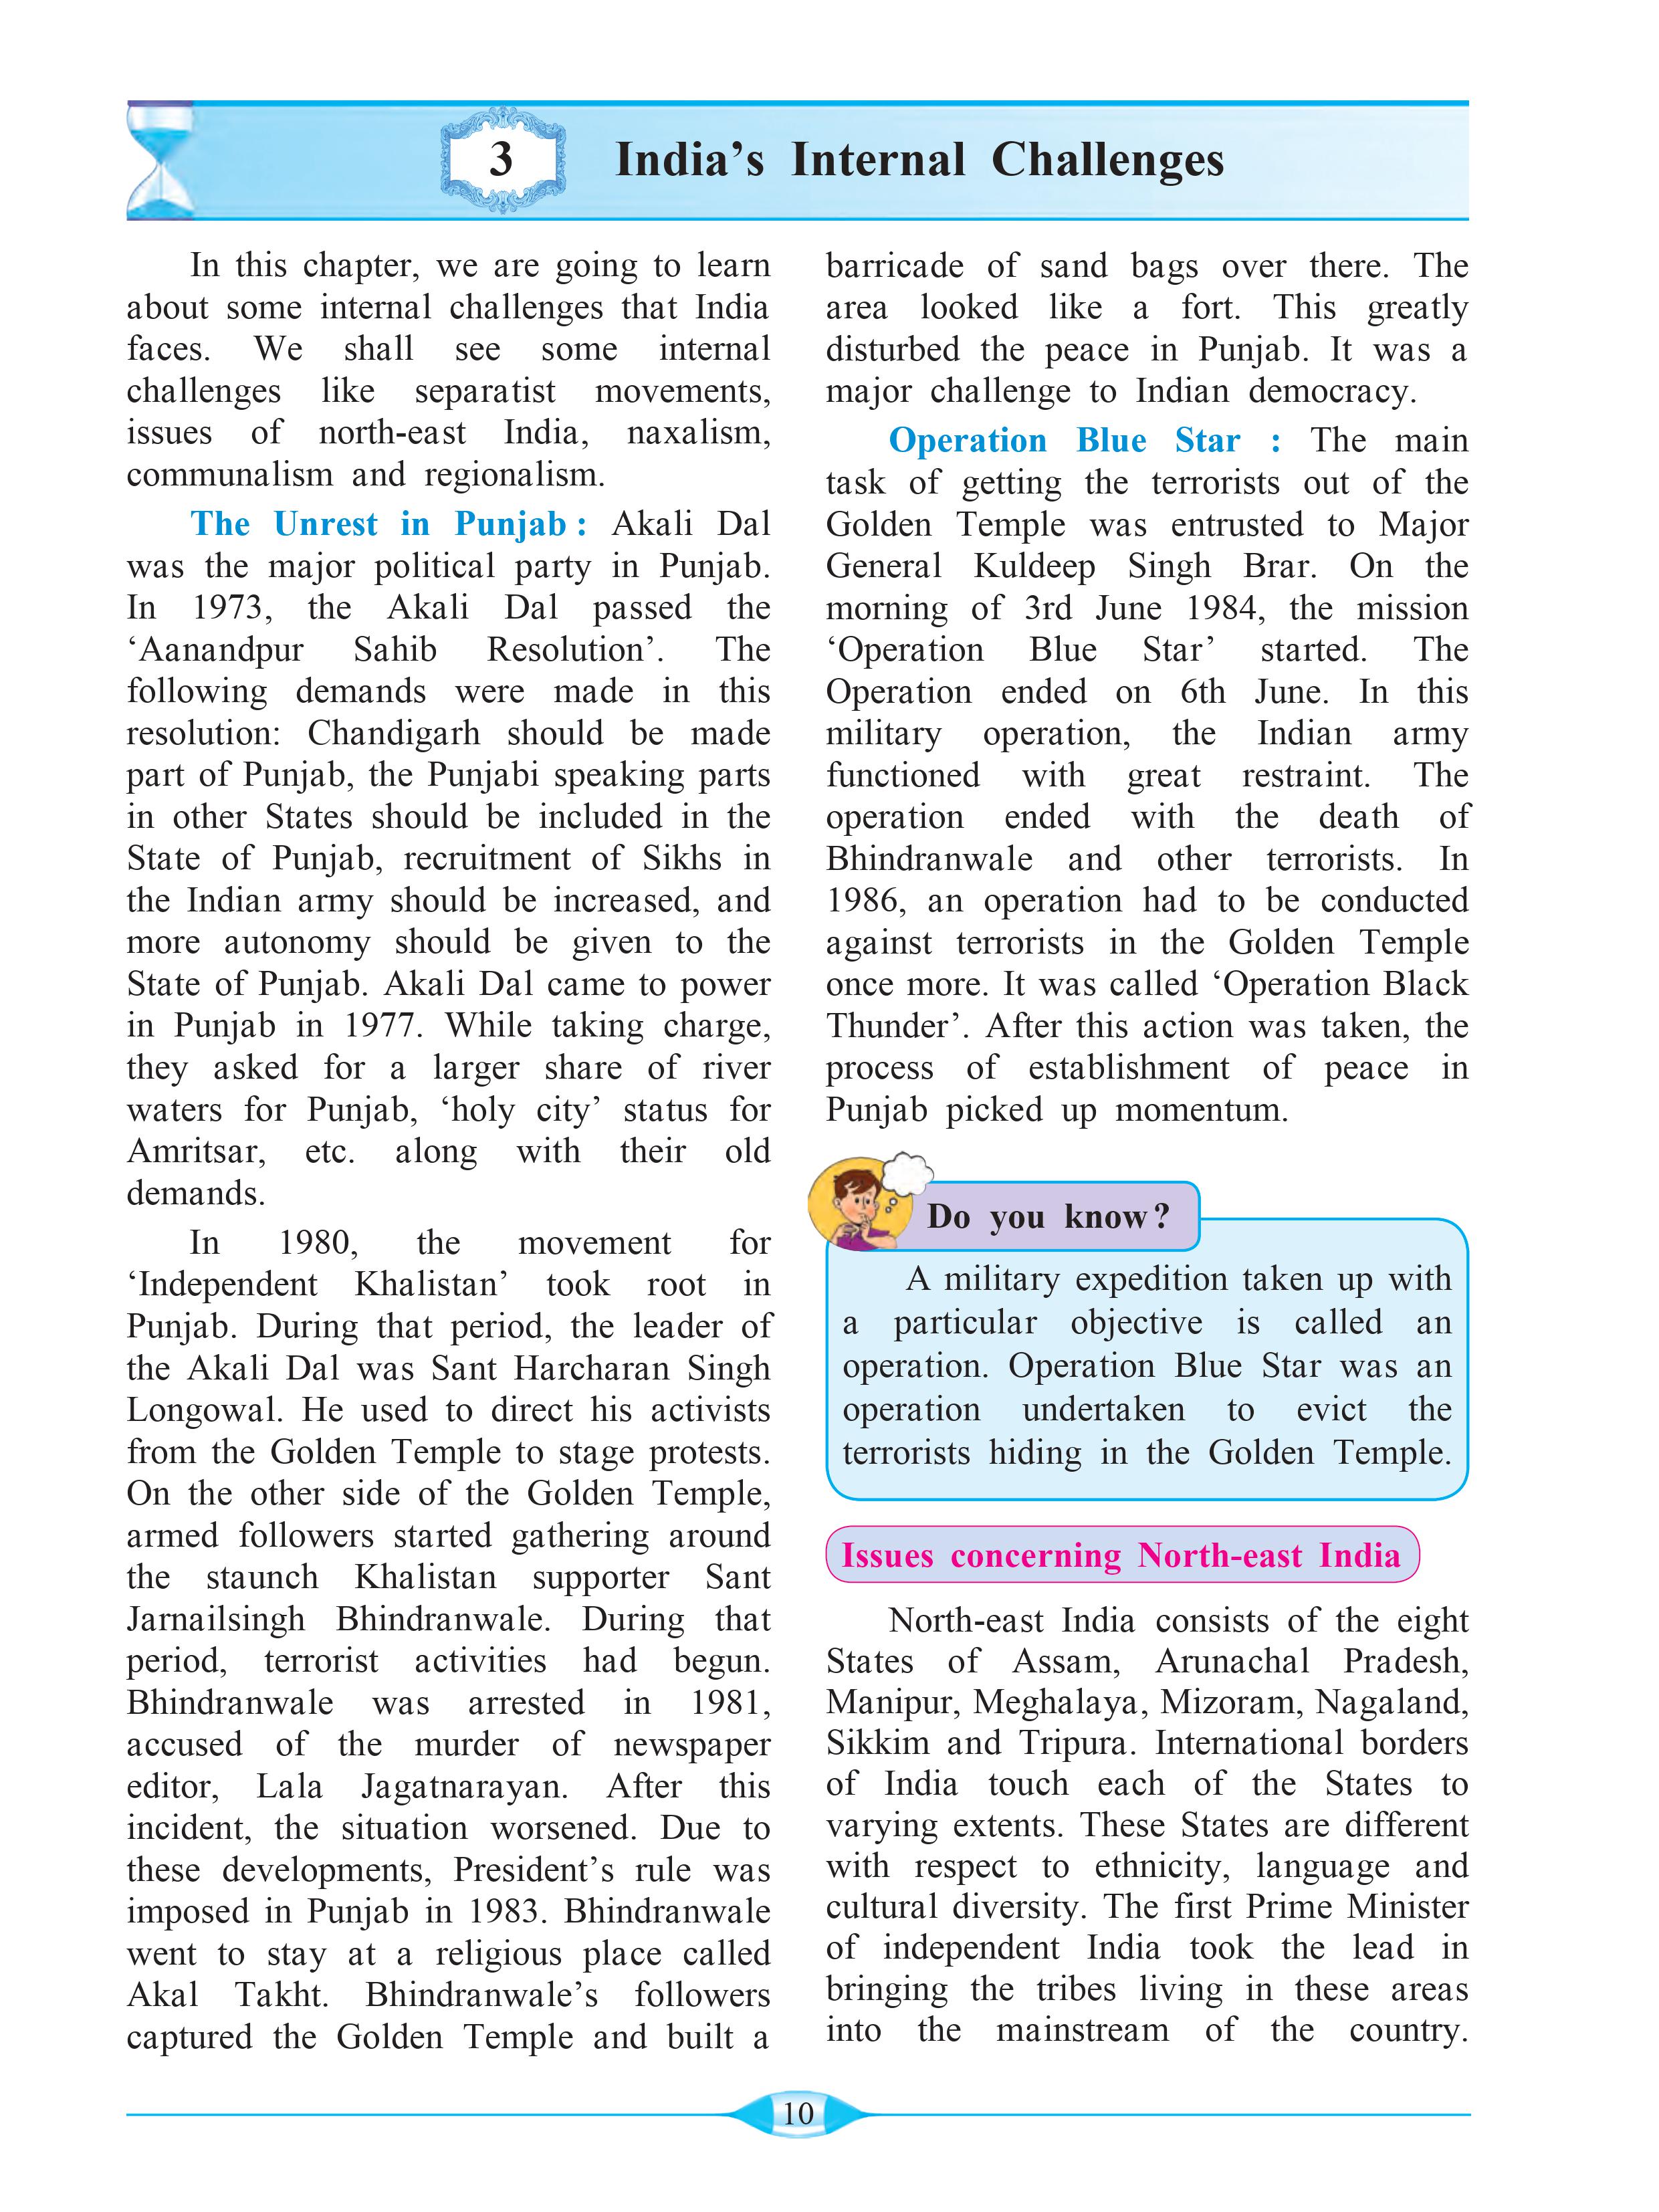 3 India’s Internal Challenges
In this chapter, we are going to learn
about some internal challenges that India
faces. We shall see some internal
challenges like separatist movements,
issues of north-east India, naxalism,
communalism and regionalism.
The Unrest in Punjab : Akali Dal
was the major political party in Punjab.
In 1973, the Akali Dal passed the
‘Aanandpur Sahib Resolution’. The
following demands were made in this
resolution: Chandigarh should be made
part of Punjab, the Punjabi speaking parts
in other States should be included in the
State of Punjab, recruitment of Sikhs in
the Indian army should be increased, and
more autonomy should be given to the
State of Punjab. Akali Dal came to power
in Punjab in 1977. While taking charge,
they asked for a larger share of river
waters for Punjab, ‘holy city’ status for
Amritsar, etc. along with their old
demands.
In 1980, the movement for
‘Independent Khalistan’ took root in
Punjab. During that period, the leader of
the Akali Dal was Sant Harcharan Singh
Longowal. He used to direct his activists
from the Golden Temple to stage protests.
On the other side of the Golden Temple,
armed followers started gathering around
the staunch Khalistan supporter Sant
Jarnailsingh Bhindranwale. During that
period, terrorist activities had begun.
Bhindranwale was arrested in 1981,
accused of the murder of newspaper
editor, Lala Jagatnarayan. After this
incident, the situation worsened. Due to
these developments, President’s rule was
imposed in Punjab in 1983. Bhindranwale
went to stay at a religious place called
Akal Takht. Bhindranwale’s followers
captured the Golden Temple and built a
barricade of sand bags over there. The
area looked like a fort. This greatly
disturbed the peace in Punjab. It was a
major challenge to Indian democracy.
Operation Blue Star : The main
task of getting the terrorists out of the
Golden Temple was entrusted to Major
General Kuldeep Singh Brar. On the
morning of 3rd June 1984, the mission
‘Operation Blue Star’ started. The
Operation ended on 6th June. In this
military operation, the Indian army
functioned with great restraint. The
operation ended with the death of
Bhindranwale and other terrorists. In
1986, an operation had to be conducted
against terrorists in the Golden Temple
once more. It was called ‘Operation Black
Thunder’. After this action was taken, the
process of establishment of peace in
Punjab picked up momentum.
Do you know?
A military expedition taken up with
a particular objective is called an
operation. Operation Blue Star was an
operation undertaken to evict the
terrorists hiding in the Golden Temple.
Issues concerning North-east India
North-east India consists of the eight
States of Assam, Arunachal Pradesh,
Manipur, Meghalaya, Mizoram, Nagaland,
Sikkim and Tripura. International borders
of India touch each of the States to
varying extents. These States are different
with respect to ethnicity, language and
cultural diversity. The first Prime Minister
of independent India took the lead in
bringing the tribes living in these areas
into the mainstream of the country.
10